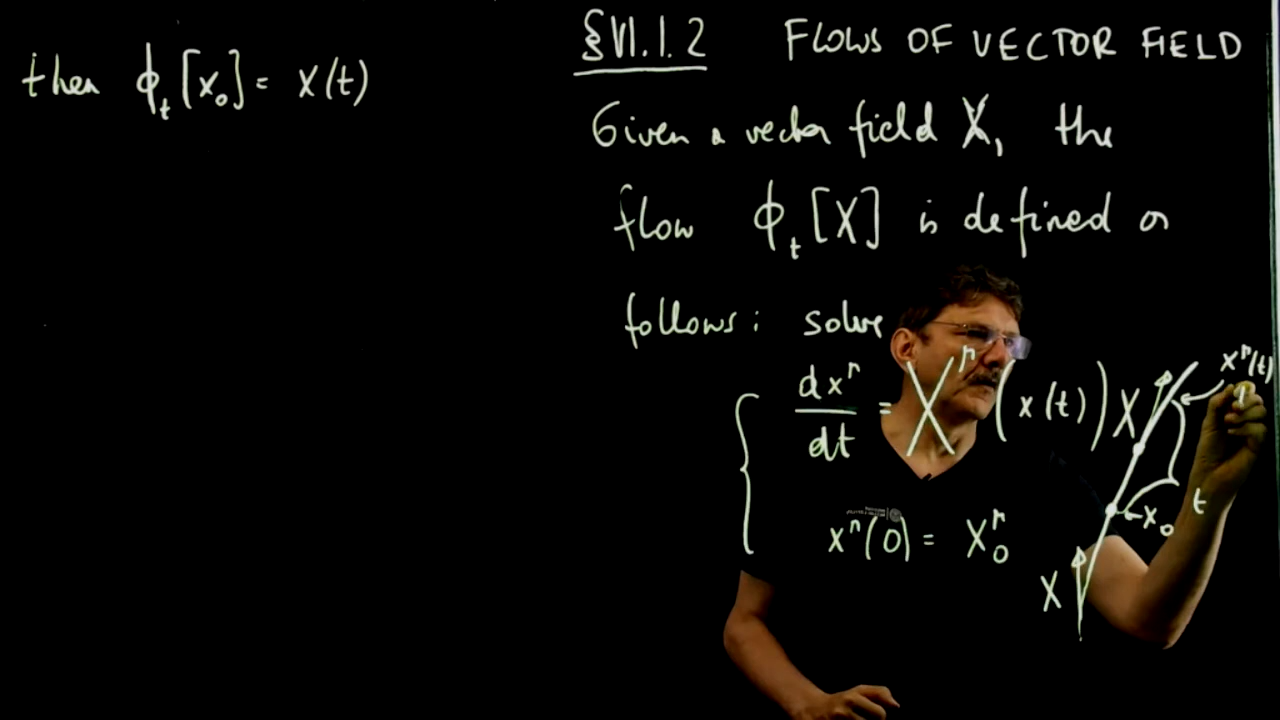 §VI.1.2 FLOWS OF VECTOR FIELD
Given a vector field X, the
flow ϕ_t[X] is defined as
follows: solve
dx^μ/dt = X^μ(x(t))
x^μ(0) = x_0^μ
X
x^μ(t)
t
x_0
X
then ϕ_t[x_0] = x(t)